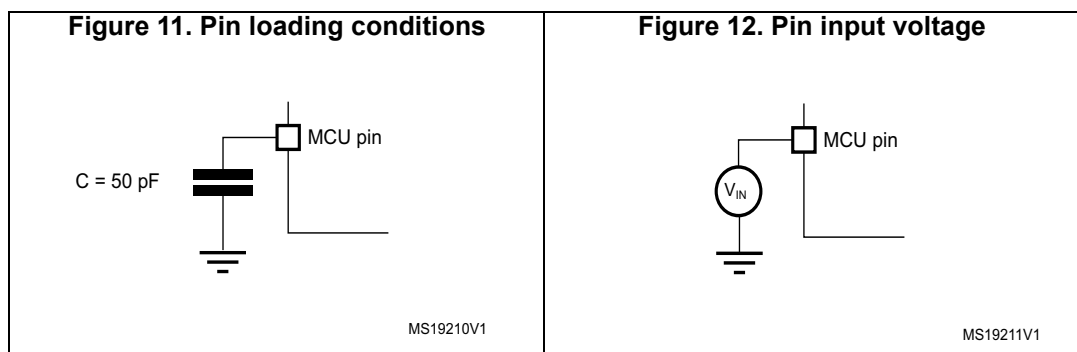 Figure 11. Pin loading conditions
MCU pin
C = 50 pF
MS19210V1
Figure 12. Pin input voltage
MCU pin
VIN
MS19211V1